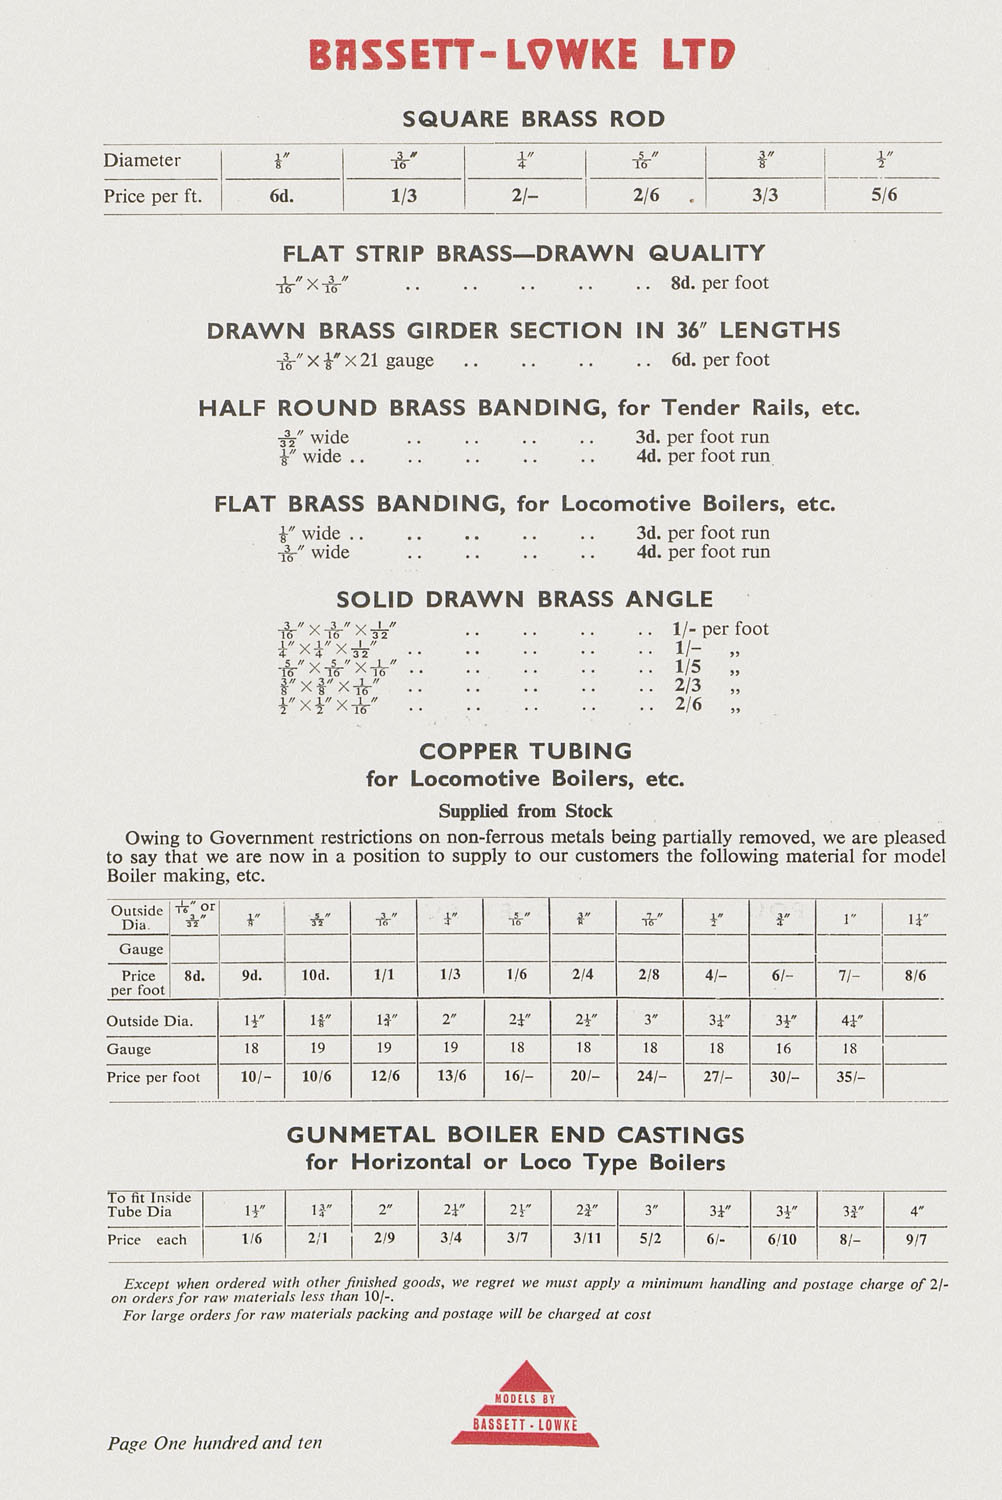 BASSETT-LOWKE LTD
SQUARE BRASS ROD
Diameter 1/8″ 3/16″ 1/4″ 5/16″ 3/8″ 1/2″
Price per ft. 6d. 1/3 2/– 2/6 3/3 5/6
FLAT STRIP BRASS—DRAWN QUALITY
1/16″×3/16″ .. .. .. .. .. 8d. per foot
DRAWN BRASS GIRDER SECTION IN 36″ LENGTHS
3/16″×1/8″×21 gauge .. .. .. .. 6d. per foot
HALF ROUND BRASS BANDING, for Tender Rails, etc.
3/32″ wide .. .. .. .. 3d. per foot run
1/8″ wide .. .. .. .. .. 4d. per foot run
FLAT BRASS BANDING, for Locomotive Boilers, etc.
1/8″ wide .. .. .. .. .. 3d. per foot run
3/16″ wide .. .. .. .. 4d. per foot run
SOLID DRAWN BRASS ANGLE
3/16″×3/16″×1/32″ .. .. .. .. 1/- per foot
1/4″×1/4″×1/32″ .. .. .. .. .. 1/– ,,
5/16″×5/16″×1/16″ .. .. .. .. .. 1/5 ,,
3/8″×3/8″×1/16″ .. .. .. .. .. 2/3 ,,
1/2″×1/2″×1/16″ .. .. .. .. .. 2/6 ,,
COPPER TUBING
for Locomotive Boilers, etc.
Supplied from Stock
Owing to Government restrictions on non-ferrous metals being partially removed, we are pleased
to say that we are now in a position to supply to our customers the following material for model
Boiler making, etc.
Outside Dia. 1/16″ or 3/32″ 1/8″ 5/32″ 3/16″ 1/4″ 5/16″ 3/8″ 7/16″ 1/2″ 3/4″ 1″ 1 1/4″
Gauge
Price per foot 8d. 9d. 10d. 1/1 1/3 1/6 2/4 2/8 4/– 6/– 7/– 8/6
Outside Dia. 1 1/2″ 1 5/8″ 1 3/4″ 2″ 2 1/4″ 2 1/2″ 3″ 3 1/4″ 3 1/2″ 4 1/4″
Gauge 18 19 19 19 18 18 18 18 16 18
Price per foot 10/– 10/6 12/6 13/6 16/– 20/– 24/– 27/– 30/– 35/–
GUNMETAL BOILER END CASTINGS
for Horizontal or Loco Type Boilers
To fit Inside
Tube Dia 1 1/2″ 1 3/4″ 2″ 2 1/4″ 2 1/2″ 2 3/4″ 3″ 3 1/4″ 3 1/2″ 3 3/4″ 4″
Price each 1/6 2/1 2/9 3/4 3/7 3/11 5/2 6/- 6/10 8/– 9/7
Except when ordered with other finished goods, we regret we must apply a minimum handling and postage charge of 2/-
on orders for raw materials less than 10/-.
For large orders for raw materials packing and postage will be charged at cost
MODELS BY
BASSETT-LOWKE
Page One hundred and ten